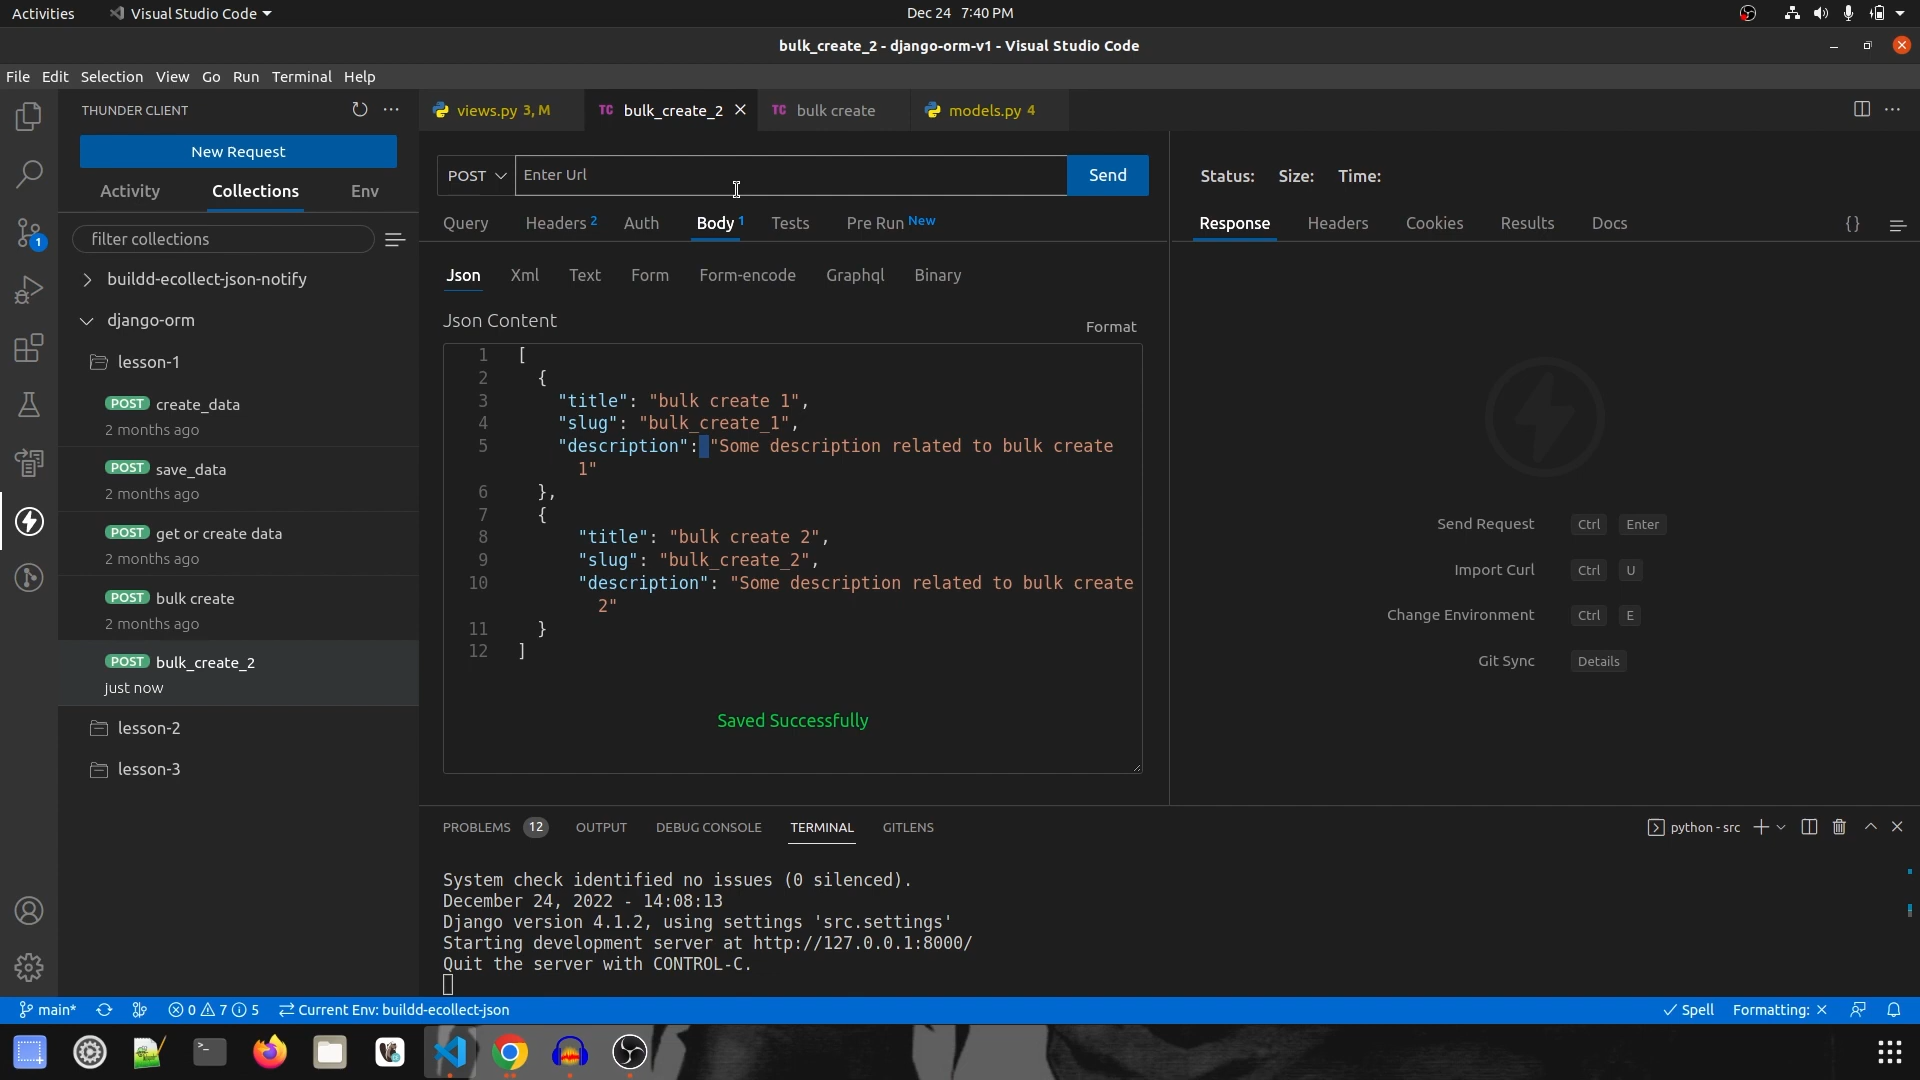 Activities
Visual Studio Code
Dec 24 7:40 PM
bulk_create_2 - django-orm-v1 - Visual Studio Code
File Edit Selection View Go Run Terminal Help
THUNDER CLIENT
New Request
Activity Collections Env
filter collections
buildd-ecollect-json-notify
django-orm
lesson-1
POST create_data
2 months ago
POST save_data
2 months ago
POST get or create data
2 months ago
POST bulk create
2 months ago
POST bulk_create_2
just now
lesson-2
lesson-3
1
views.py 3, M
TC bulk_create_2
TC bulk create
models.py 4
POST Enter Url Send
Query Headers 2 Auth Body 1 Tests Pre Run New
Json Xml Text Form Form-encode Graphql Binary
Json Content
Format
1 [
2 {
3 "title": "bulk create 1",
4 "slug": "bulk_create_1",
5 "description": "Some description related to bulk create
1"
6 },
7 {
8 "title": "bulk create 2",
9 "slug": "bulk_create_2",
10 "description": "Some description related to bulk create
2"
11 }
12 ]
Saved Successfully
Status: Size: Time:
Response Headers Cookies Results Docs {}
Send Request Ctrl Enter
Import Curl Ctrl U
Change Environment Ctrl E
Git Sync Details
PROBLEMS 12 OUTPUT DEBUG CONSOLE TERMINAL GITLENS
python - src
System check identified no issues (0 silenced).
December 24, 2022 - 14:08:13
Django version 4.1.2, using settings 'src.settings'
Starting development server at http://127.0.0.1:8000/
Quit the server with CONTROL-C.
main* 0 7 5 Current Env: buildd-ecollect-json
Spell Formatting: ×